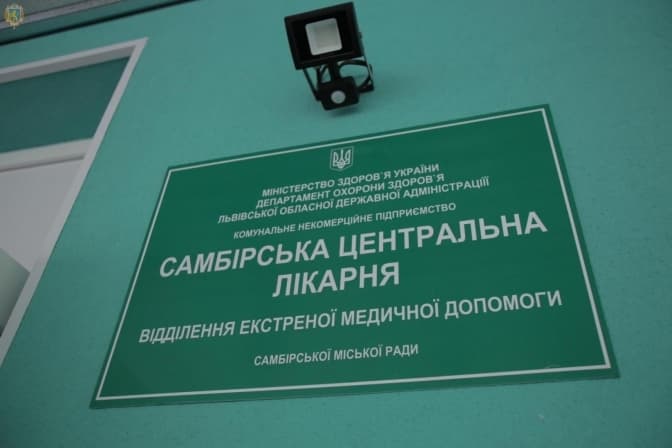 МІНІСТЕРСТВО ЗДОРОВ`Я УКРАЇНИ
ДЕПАРТАМЕНТ ОХОРОНИ ЗДОРОВ`Я
ЛЬВІВСЬКОЇ ОБЛАСНОЇ ДЕРЖАВНОЇ АДМІНІСТРАЦІЇ
КОМУНАЛЬНЕ НЕКОМЕРЦІЙНЕ ПІДПРИЄМСТВО
САМБІРСЬКА ЦЕНТРАЛЬНА
ЛІКАРНЯ
ВІДДІЛЕННЯ ЕКСТРЕНОЇ МЕДИЧНОЇ ДОПОМОГИ
САМБІРСЬКОЇ МІСЬКОЇ РАДИ